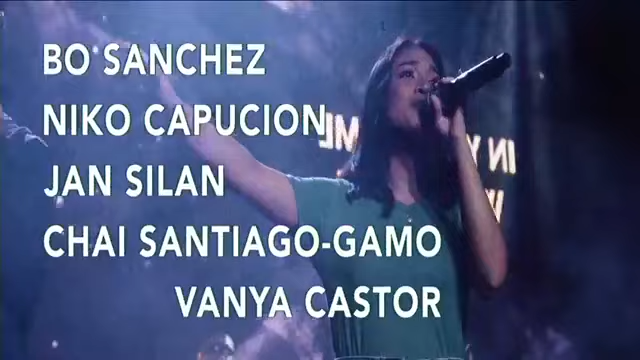 BO SANCHEZ
NIKO CAPUCION
JAN SILAN
CHAI SANTIAGO-GAMO
VANYA CASTOR